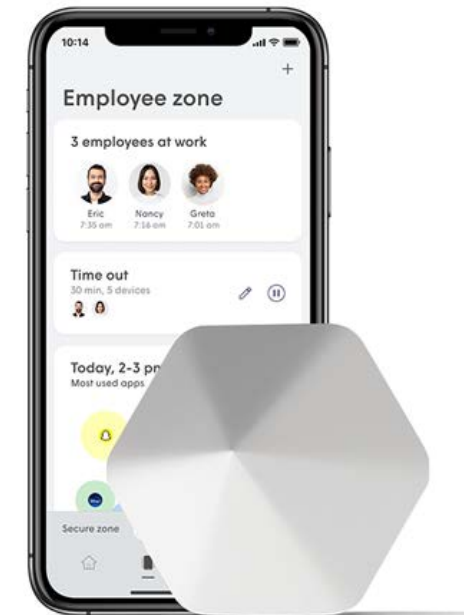 10:14
+
Employee zone
3 employees at work
Eric Nancy Greta
7:35 am 7:16 am 7:01 am
Time out
30 min, 5 devices
Today, 2-3 pm
Most used apps
Secure zone